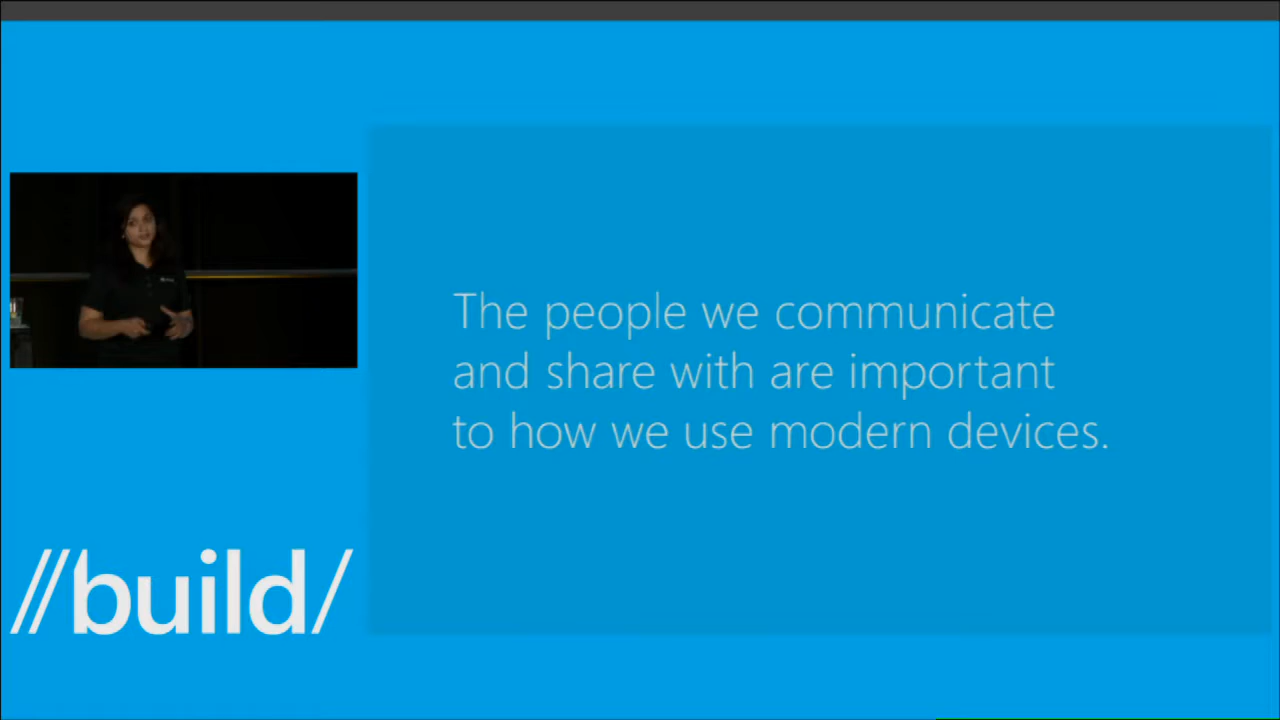 The people we communicate
and share with are important
to how we use modern devices.
//build/